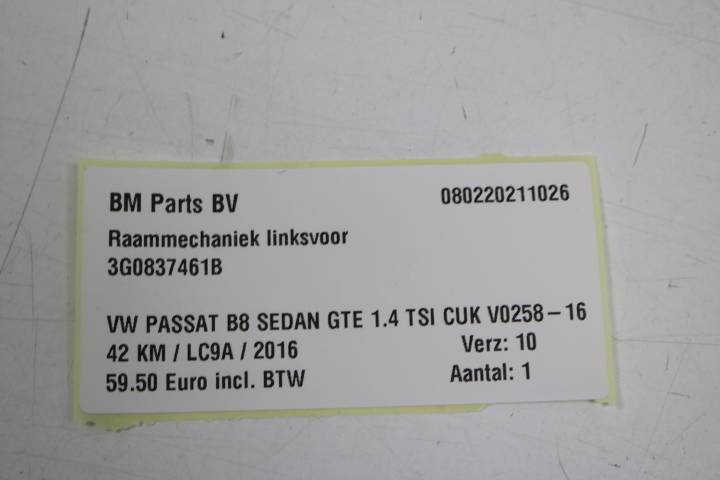 BM Parts BV 080220211026
Raammechaniek linksvoor
3G0837461B
VW PASSAT B8 SEDAN GTE 1.4 TSI CUK V0258-16
42 KM / LC9A / 2016 Verz: 10
59.50 Euro incl. BTW Aantal: 1